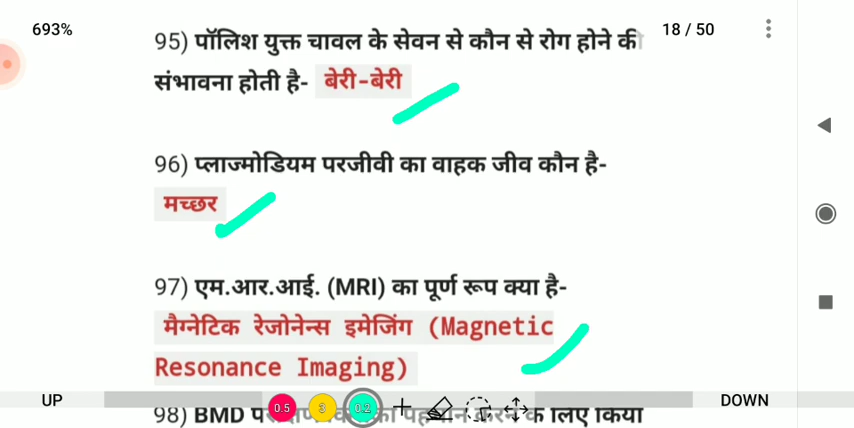 693%
18 / 50
95) पॉलिश युक्त चावल के सेवन से कौन से रोग होने की
संभावना होती है- बेरी-बेरी
96) प्लाज्मोडियम परजीवी का वाहक जीव कौन है-
मच्छर
97) एम.आर.आई. (MRI) का पूर्ण रूप क्या है-
मैग्नेटिक रेजोनेन्स इमेजिंग (Magnetic
Resonance Imaging)
UP
0.5
3
0.2
DOWN
98) BMD के लिए किया